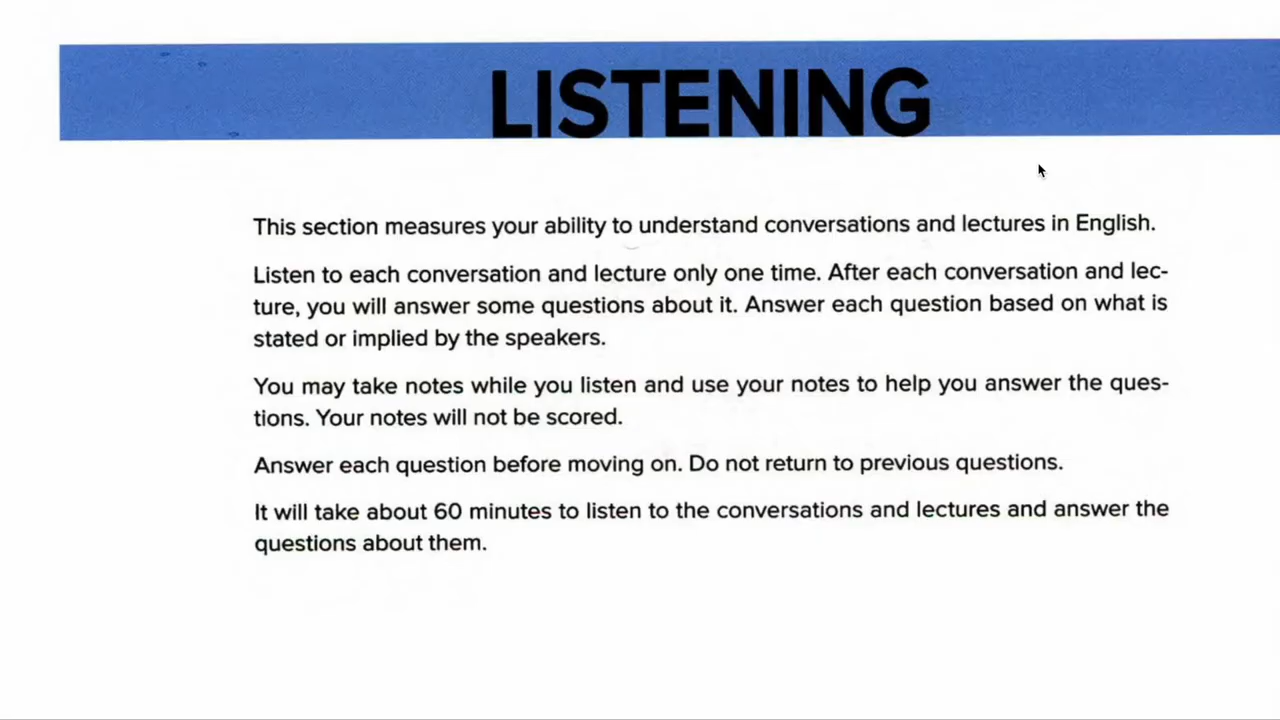 LISTENING
This section measures your ability to understand conversations and lectures in English.
Listen to each conversation and lecture only one time. After each conversation and lec-
ture, you will answer some questions about it. Answer each question based on what is
stated or implied by the speakers.
You may take notes while you listen and use your notes to help you answer the ques-
tions. Your notes will not be scored.
Answer each question before moving on. Do not return to previous questions.
It will take about 60 minutes to listen to the conversations and lectures and answer the
questions about them.